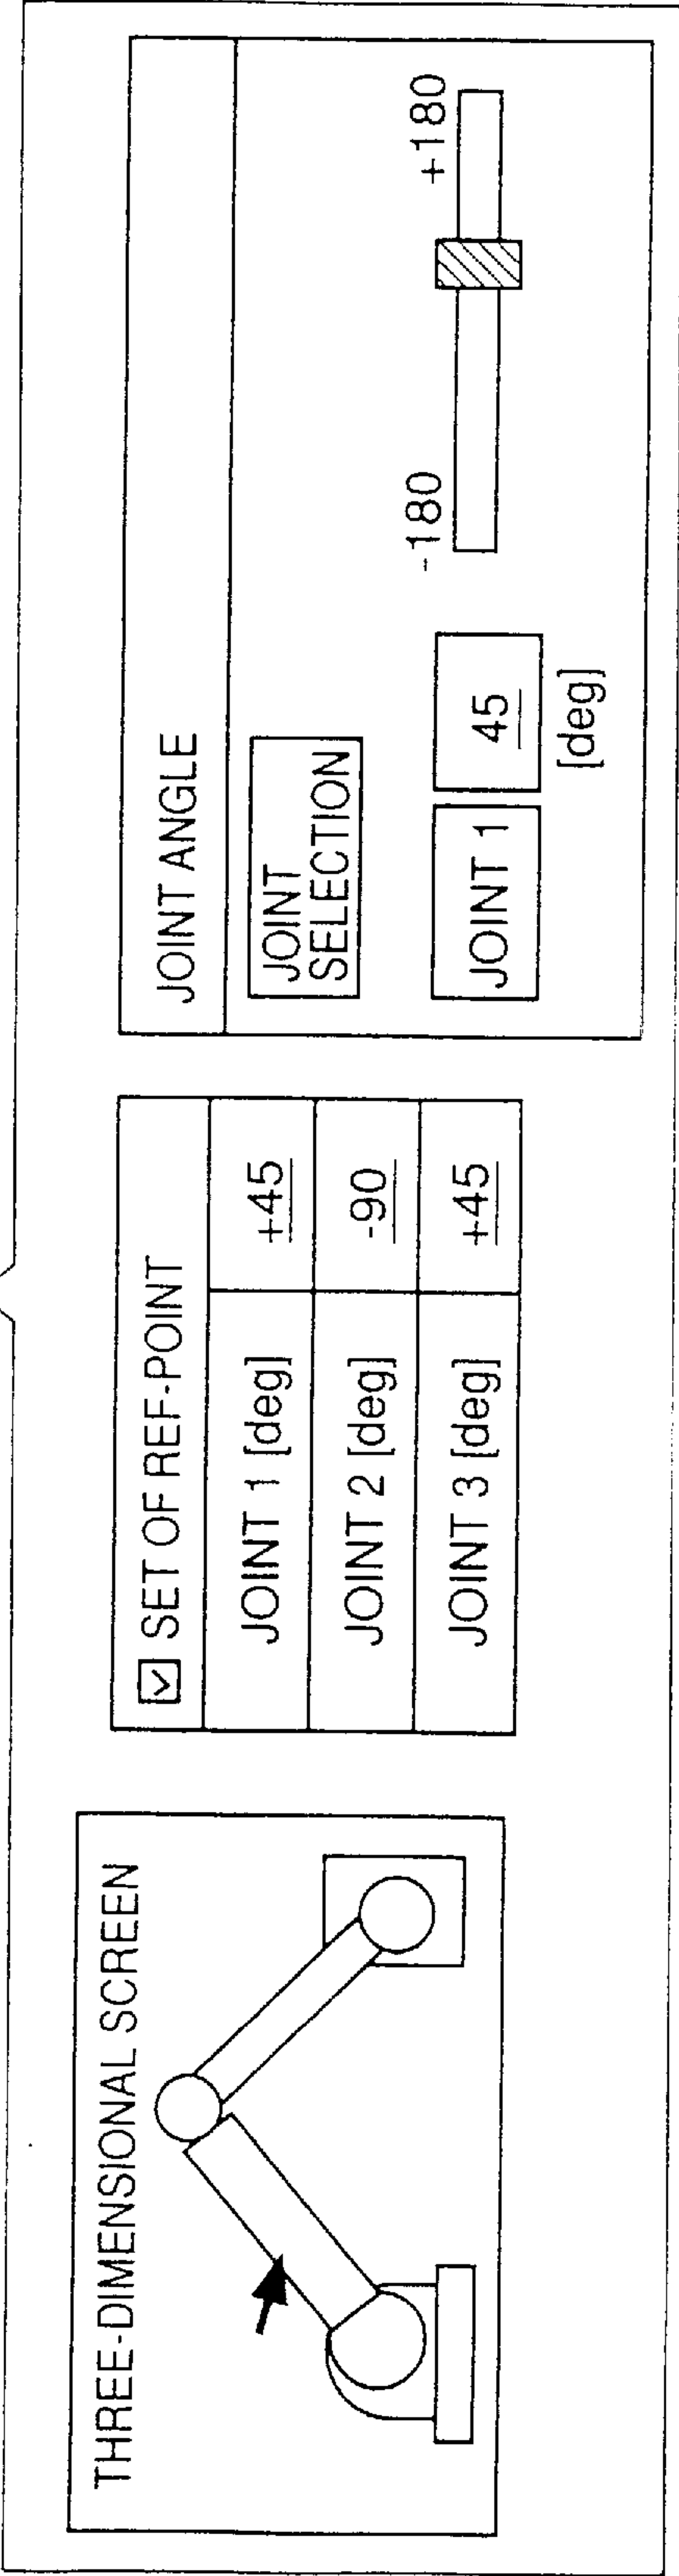 THREE-DIMENSIONAL SCREEN
SET OF REF-POINT
JOINT 1 [deg] +45
JOINT 2 [deg] -90
JOINT 3 [deg] +45
JOINT ANGLE
JOINT
SELECTION
JOINT 1
45
[deg]
-180
+180